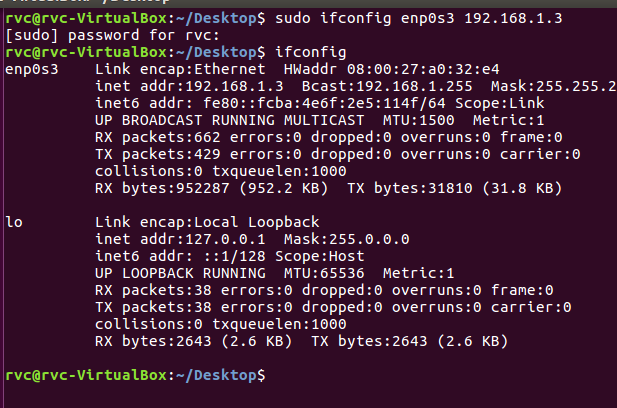 rvc@rvc-VirtualBox:~/Desktop$ sudo ifconfig enp0s3 192.168.1.3
[sudo] password for rvc:
rvc@rvc-VirtualBox:~/Desktop$ ifconfig
enp0s3    Link encap:Ethernet  HWaddr 08:00:27:a0:32:e4
          inet addr:192.168.1.3  Bcast:192.168.1.255  Mask:255.255.2
          inet6 addr: fe80::fcba:4e6f:2e5:114f/64 Scope:Link
          UP BROADCAST RUNNING MULTICAST  MTU:1500  Metric:1
          RX packets:662 errors:0 dropped:0 overruns:0 frame:0
          TX packets:429 errors:0 dropped:0 overruns:0 carrier:0
          collisions:0 txqueuelen:1000
          RX bytes:952287 (952.2 KB)  TX bytes:31810 (31.8 KB)

lo        Link encap:Local Loopback
          inet addr:127.0.0.1  Mask:255.0.0.0
          inet6 addr: ::1/128 Scope:Host
          UP LOOPBACK RUNNING  MTU:65536  Metric:1
          RX packets:38 errors:0 dropped:0 overruns:0 frame:0
          TX packets:38 errors:0 dropped:0 overruns:0 carrier:0
          collisions:0 txqueuelen:1000
          RX bytes:2643 (2.6 KB)  TX bytes:2643 (2.6 KB)

rvc@rvc-VirtualBox:~/Desktop$